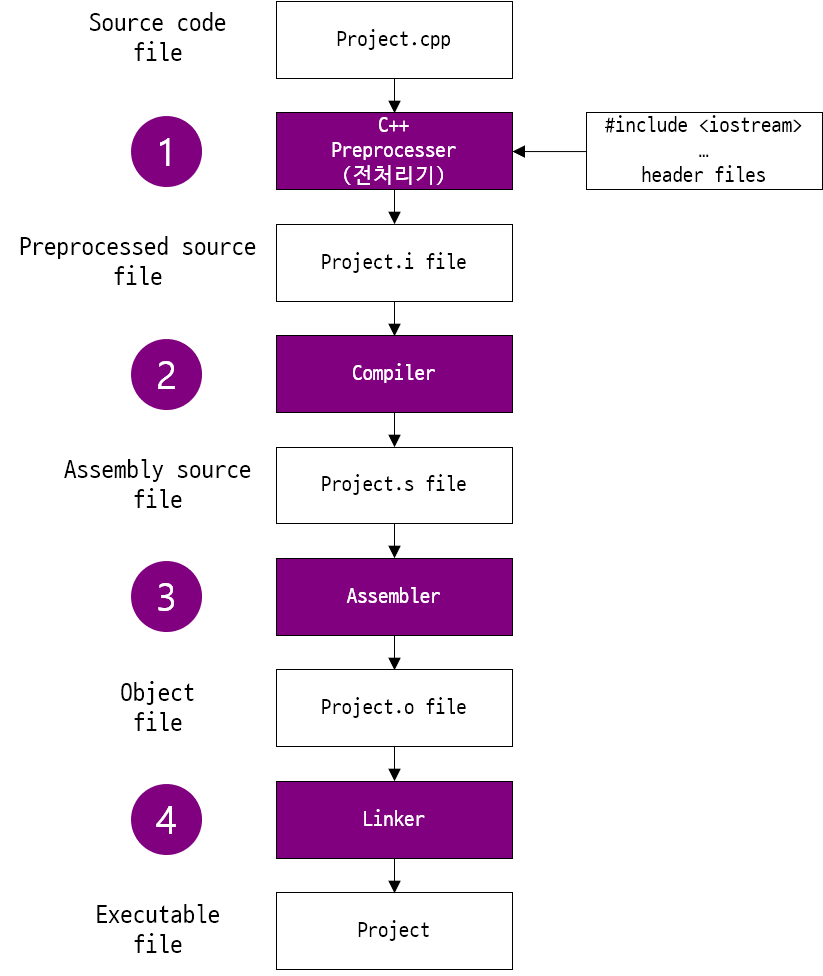 Source code
file
Project.cpp
1
C++
Preprocesser
(전처리기)
#include <iostream>
…
header files
Preprocessed source
file
Project.i file
2
Compiler
Assembly source
file
Project.s file
3
Assembler
Object
file
Project.o file
4
Linker
Executable
file
Project